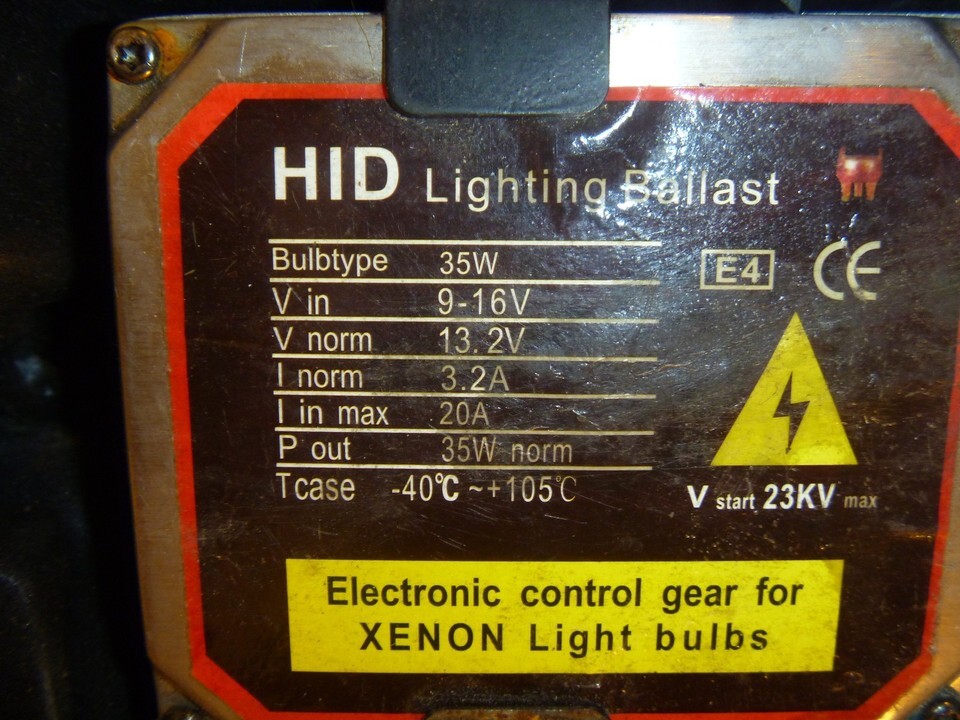 HID Lighting Ballast
Bulbtype 35W
V in 9-16V
V norm 13.2V
I norm 3.2A
I in max 20A
P out 35W norm
Tcase -40℃ ~+105℃
E4 CE
V start 23KV max
Electronic control gear for
XENON Light bulbs